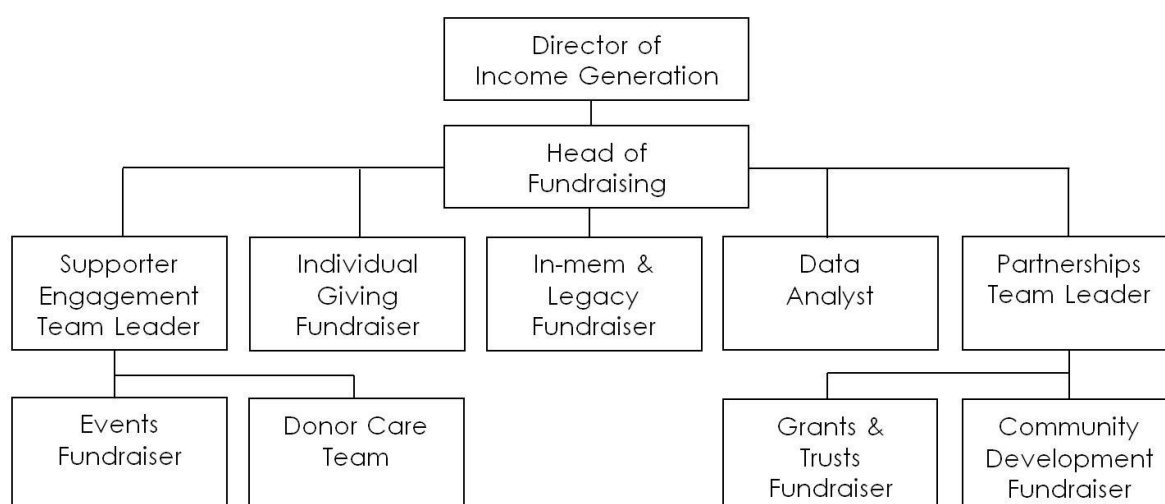 Director of
Income Generation
Head of
Fundraising
Supporter
Engagement
Team Leader
Individual
Giving
Fundraiser
In-mem &
Legacy
Fundraiser
Data
Analyst
Partnerships
Team Leader
Events
Fundraiser
Donor Care
Team
Grants &
Trusts
Fundraiser
Community
Development
Fundraiser